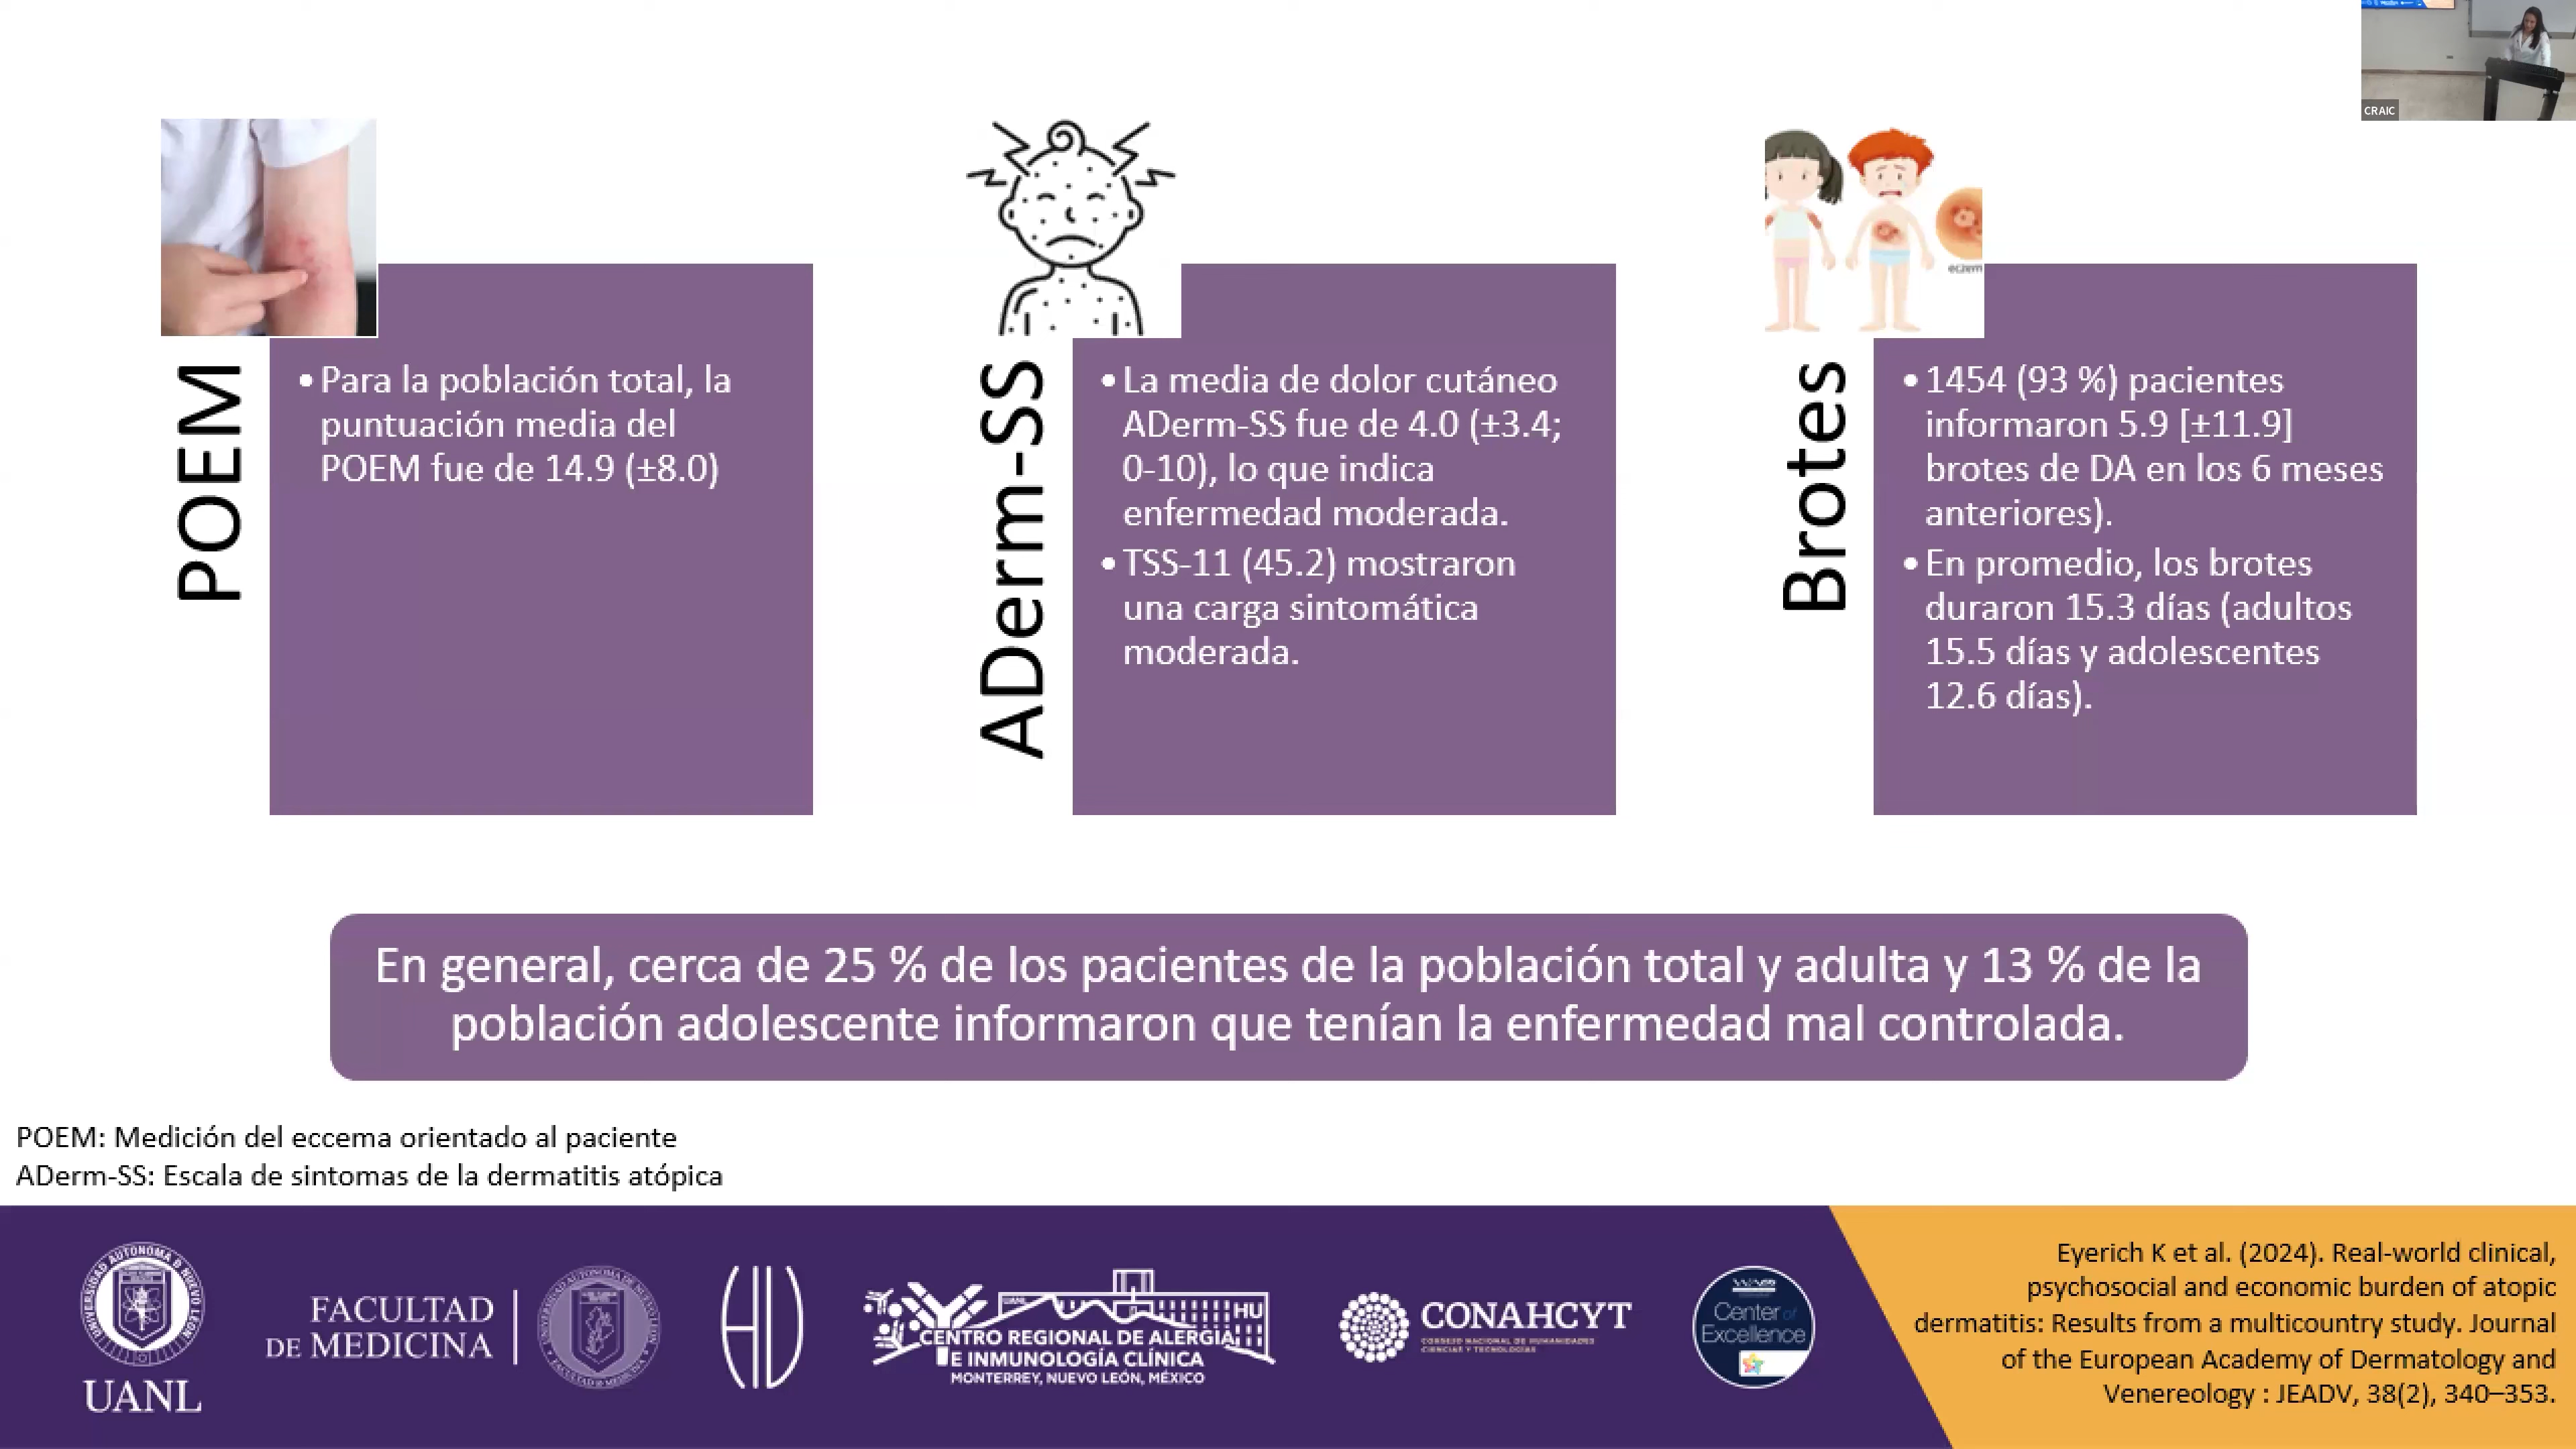 CRAIC
eczem
POEM
•Para la población total, la
puntuación media del
POEM fue de 14.9 (±8.0)
ADerm-SS
•La media de dolor cutáneo
ADerm-SS fue de 4.0 (±3.4;
0-10), lo que indica
enfermedad moderada.
•TSS-11 (45.2) mostraron
una carga sintomática
moderada.
Brotes
•1454 (93 %) pacientes
informaron 5.9 [±11.9]
brotes de DA en los 6 meses
anteriores).
•En promedio, los brotes
duraron 15.3 días (adultos
15.5 días y adolescentes
12.6 días).
En general, cerca de 25 % de los pacientes de la población total y adulta y 13 % de la
población adolescente informaron que tenían la enfermedad mal controlada.
POEM: Medición del eccema orientado al paciente
ADerm-SS: Escala de sintomas de la dermatitis atópica
UANL
FACULTAD
DE MEDICINA
HU
CENTRO REGIONAL DE ALERGIA
E INMUNOLOGÍA CLÍNICA
MONTERREY, NUEVO LEÓN, MÉXICO
CONAHCYT
CONSEJO NACIONAL DE HUMANIDADES
CIENCIAS Y TECNOLOGÍAS
Center of
Excellence
Eyerich K et al. (2024). Real-world clinical,
psychosocial and economic burden of atopic
dermatitis: Results from a multicountry study. Journal
of the European Academy of Dermatology and
Venereology : JEADV, 38(2), 340–353.